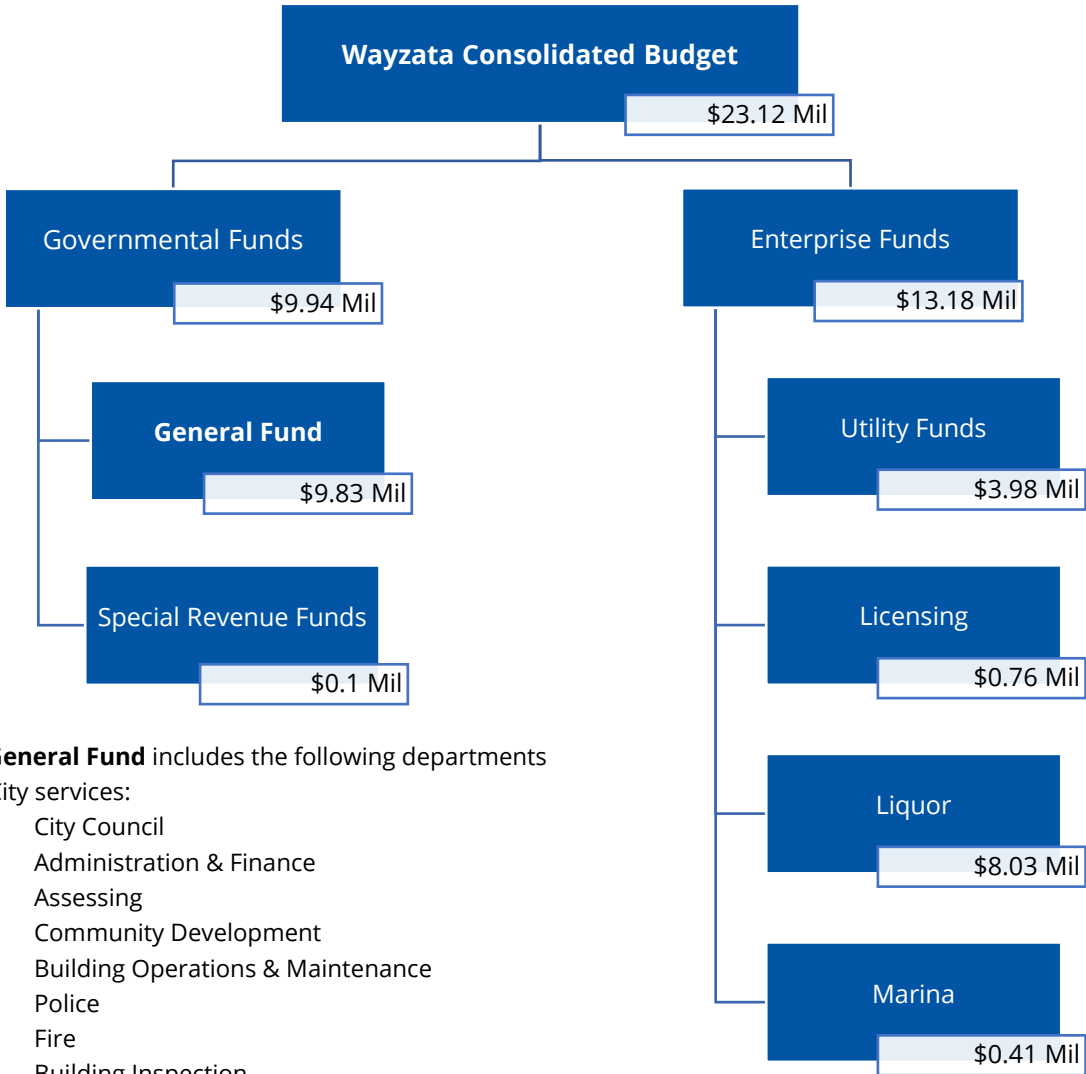 Wayzata Consolidated Budget
$23.12 Mil
Governmental Funds
$9.94 Mil
General Fund
$9.83 Mil
Special Revenue Funds
$0.1 Mil
Enterprise Funds
$13.18 Mil
Utility Funds
$3.98 Mil
Licensing
$0.76 Mil
Liquor
$8.03 Mil
Marina
$0.41 Mil
General Fund includes the following departments
City services:
City Council
Administration & Finance
Assessing
Community Development
Building Operations & Maintenance
Police
Fire
Building Inspection